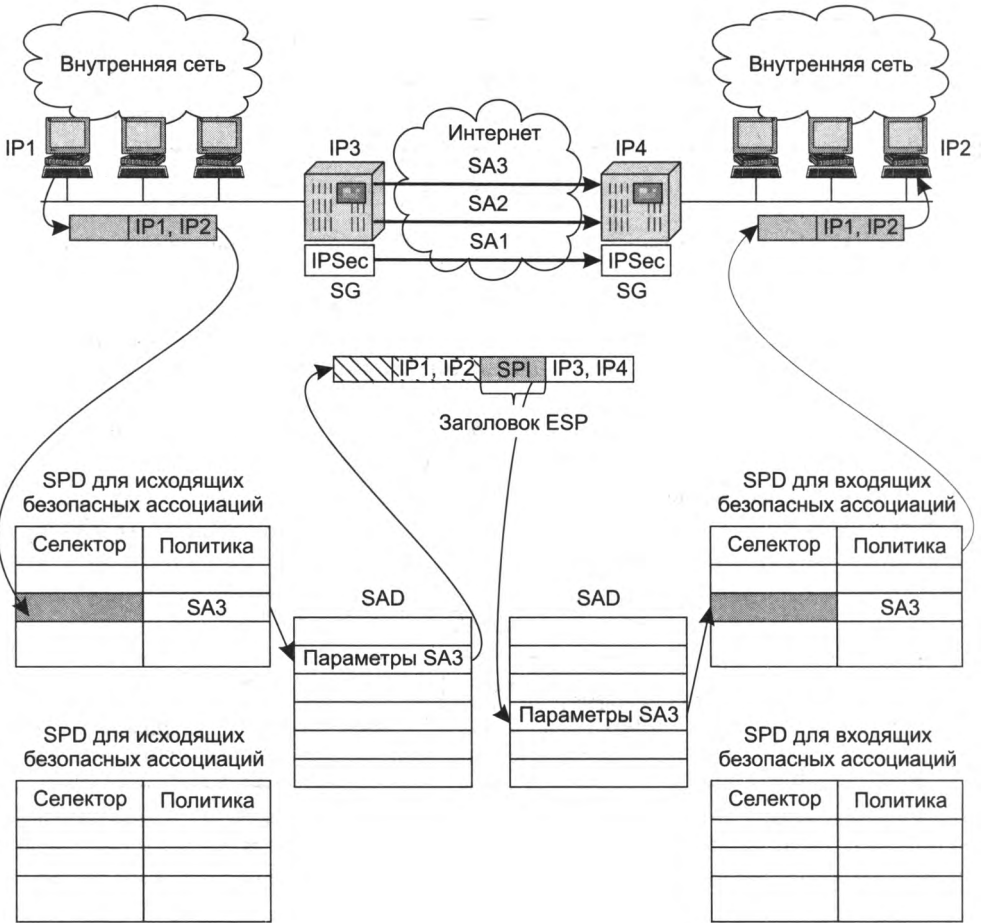 Внутренняя сеть
Внутренняя сеть
IP1
IP3
Интернет
IP4
IP2
SA3
SA2
SA1
IP1, IP2
IPSec
SG
IPSec
SG
IP1, IP2
IP1, IP2
SPI
IP3, IP4
Заголовок ESP
SPD для исходящих
безопасных ассоциаций
Селектор
Политика
SA3
SAD
Параметры SA3
SAD
Параметры SA3
SPD для входящих
безопасных ассоциаций
Селектор
Политика
SA3
SPD для исходящих
безопасных ассоциаций
Селектор
Политика
SPD для входящих
безопасных ассоциаций
Селектор
Политика